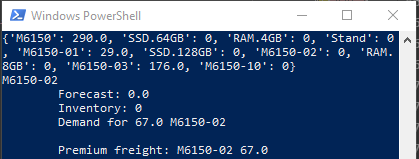 Windows PowerShell
{'M6150': 290.0, 'SSD.64GB': 0, 'RAM.4GB': 0, 'Stand': 0
, 'M6150-01': 29.0, 'SSD.128GB': 0, 'M6150-02': 0, 'RAM.
8GB': 0, 'M6150-03': 176.0, 'M6150-10': 0}
M6150-02
Forecast: 0.0
Inventory: 0
Demand for 67.0 M6150-02
Premium freight: M6150-02 67.0